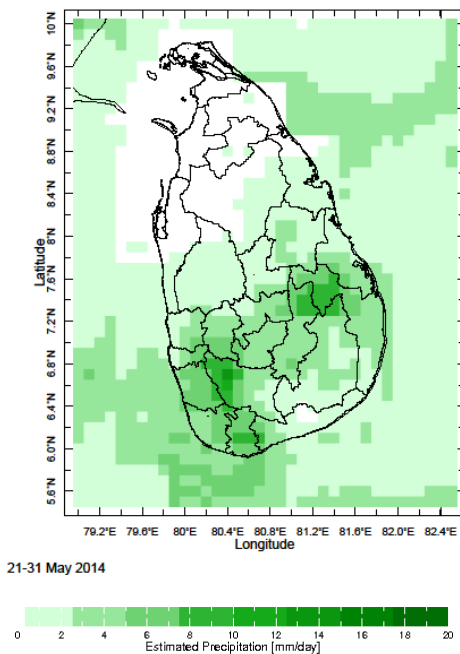 10°N
9.6°N
9.2°N
8.8°N
8.4°N
8°N
7.6°N
7.2°N
6.8°N
6.4°N
6.0°N
5.6°N
Latitude
79.2°E 79.6°E 80°E 80.4°E 80.8°E 81.2°E 81.6°E 82.0°E 82.4°E
Longitude
21-31 May 2014
0 2 4 6 8 10 12 14 16 18 20
Estimated Precipitation [mm/day]